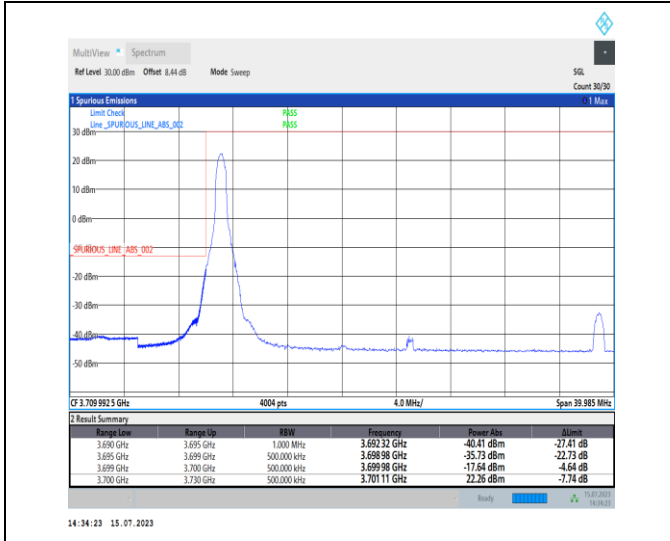 MultiView Spectrum
Ref Level 30.00 dBm Offset 8.44 dB Mode Sweep SGL
Count 30/30
1 Spurious Emissions 1 Max
Limit Check PASS
Line _SPURIOUS_LINE_ABS_002 PASS
30 dBm
20 dBm
10 dBm
0 dBm
_SPURIOUS_LINE_ABS_002
-20 dBm
-30 dBm
-40 dBm
-50 dBm
CF 3.709 992 5 GHz 4004 pts 4.0 MHz/ Span 39.985 MHz
2 Result Summary
Range Low Range Up RBW Frequency Power Abs ΔLimit
3.690 GHz 3.695 GHz 1.000 MHz 3.692 32 GHz -40.41 dBm -27.41 dB
3.695 GHz 3.699 GHz 500.000 kHz 3.698 98 GHz -35.73 dBm -22.73 dB
3.699 GHz 3.700 GHz 500.000 kHz 3.699 98 GHz -17.64 dBm -4.64 dB
3.700 GHz 3.730 GHz 500.000 kHz 3.701 11 GHz 22.26 dBm -7.74 dB
Ready 15.07.2023
14:34:23
14:34:23 15.07.2023